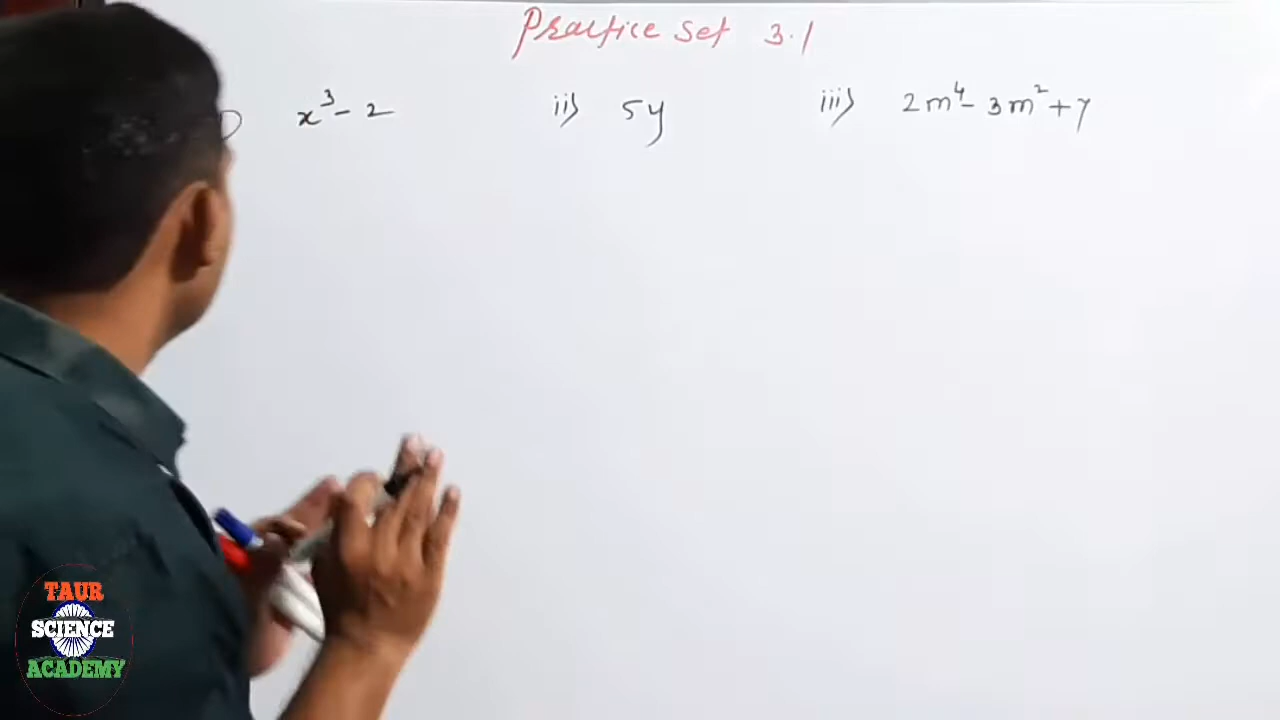 Practice set 3.1
x³ - 2 ii) 5y iii) 2m⁴ - 3m² + 7
TAUR
SCIENCE
ACADEMY